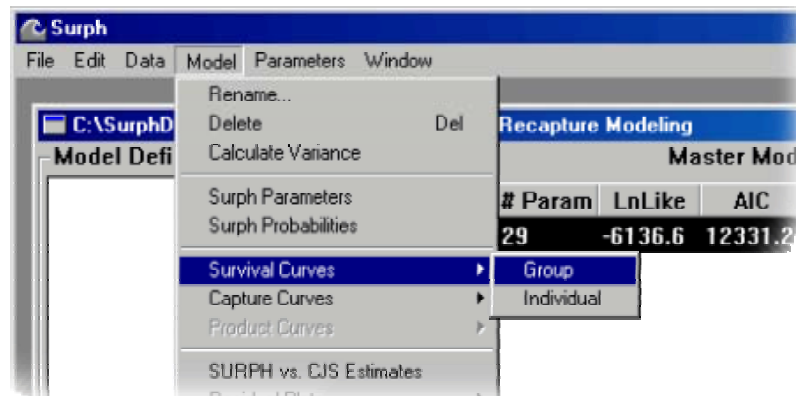 Surph
File Edit Data Model Parameters Window
Rename...
Delete Del
Calculate Variance
Surph Parameters
Surph Probabilities
Survival Curves
Capture Curves
Product Curves
SURPH vs. CJS Estimates
Group
Individual
C:\SurphD
Recapture Modeling
Model Defi
Master Mod
# Param LnLike AIC
29 -6136.6 12331.2